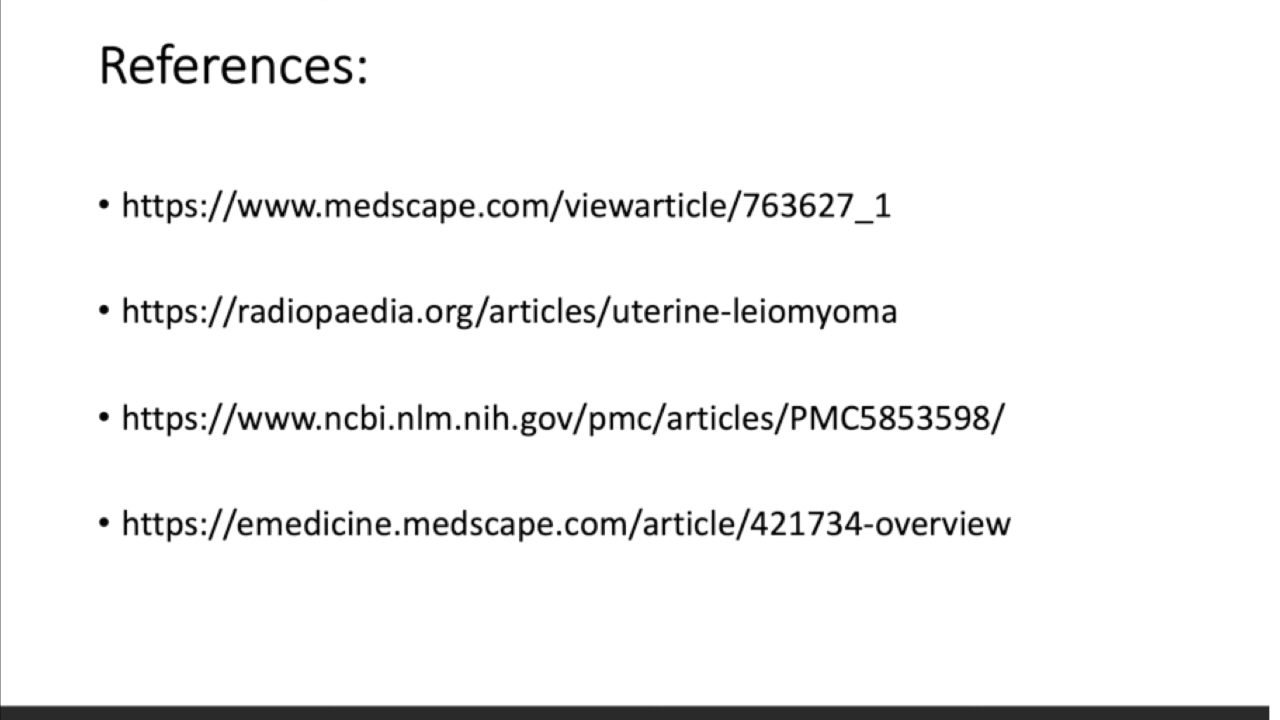 References:
• https://www.medscape.com/viewarticle/763627_1
• https://radiopaedia.org/articles/uterine-leiomyoma
• https://www.ncbi.nlm.nih.gov/pmc/articles/PMC5853598/
• https://emedicine.medscape.com/article/421734-overview